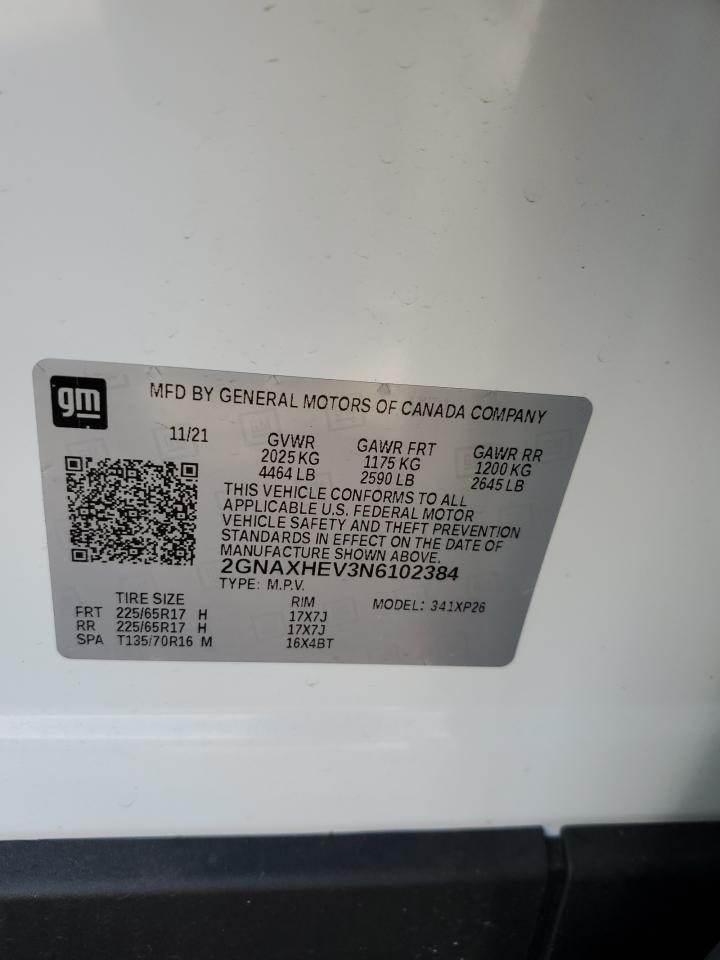 gm
MFD BY GENERAL MOTORS OF CANADA COMPANY
11/21 GVWR GAWR FRT GAWR RR
2025 KG 1175 KG 1200 KG
4464 LB 2590 LB 2645 LB
THIS VEHICLE CONFORMS TO ALL
APPLICABLE U.S. FEDERAL MOTOR
VEHICLE SAFETY AND THEFT PREVENTION
STANDARDS IN EFFECT ON THE DATE OF
MANUFACTURE SHOWN ABOVE.
2GNAXHEV3N6102384
TYPE: M.P.V.
TIRE SIZE RIM MODEL: 341XP26
FRT 225/65R17 H 17X7J
RR 225/65R17 H 17X7J
SPA T135/70R16 M 16X4BT